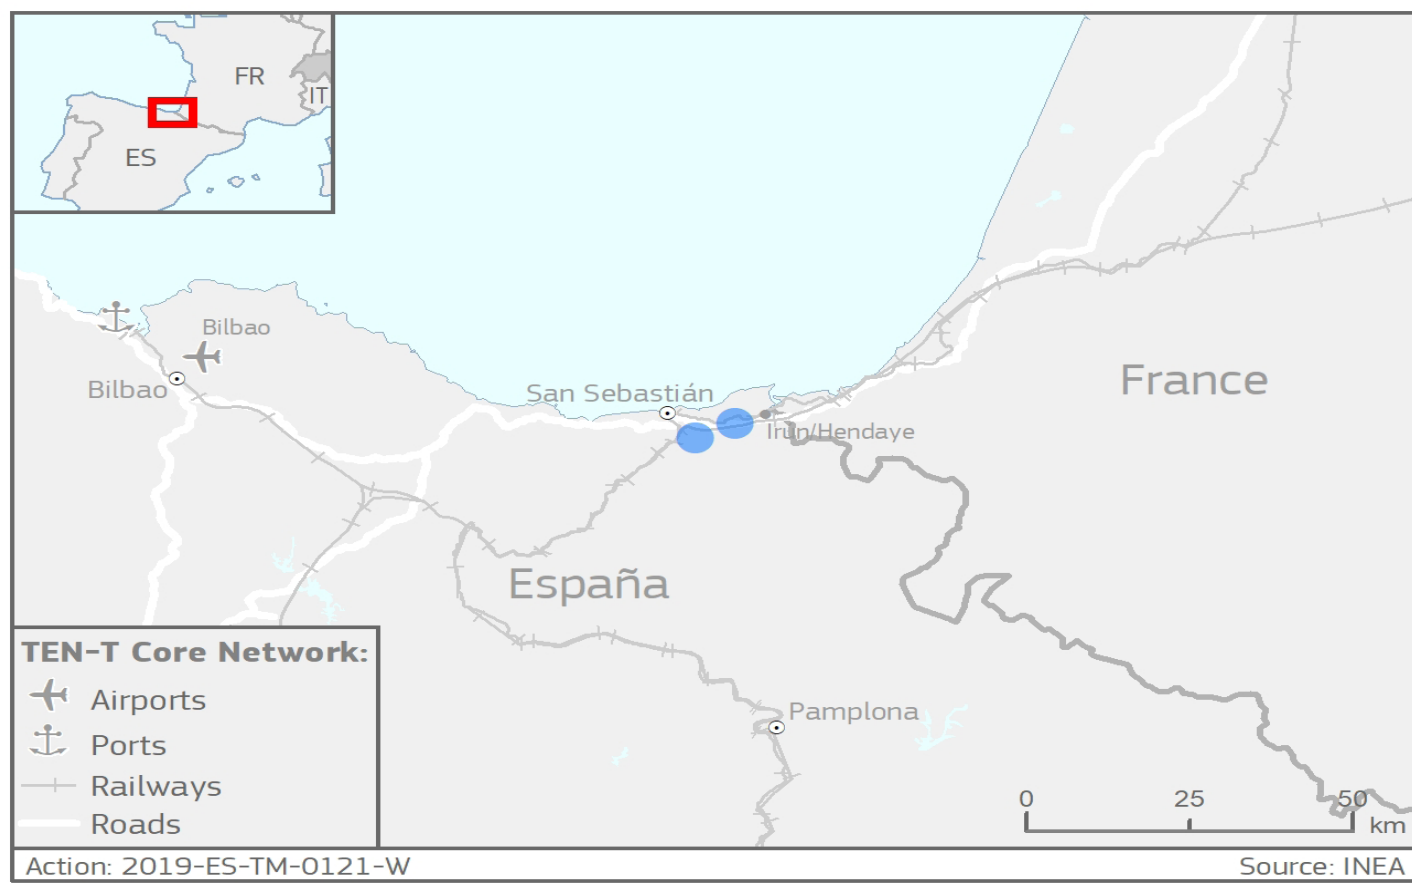 FR
IT
ES
Bilbao
Bilbao
San Sebastián
Irún/Hendaye
France
España
Pamplona
TEN-T Core Network:
Airports
Ports
Railways
Roads
0 25 50
km
Action: 2019-ES-TM-0121-W
Source: INEA